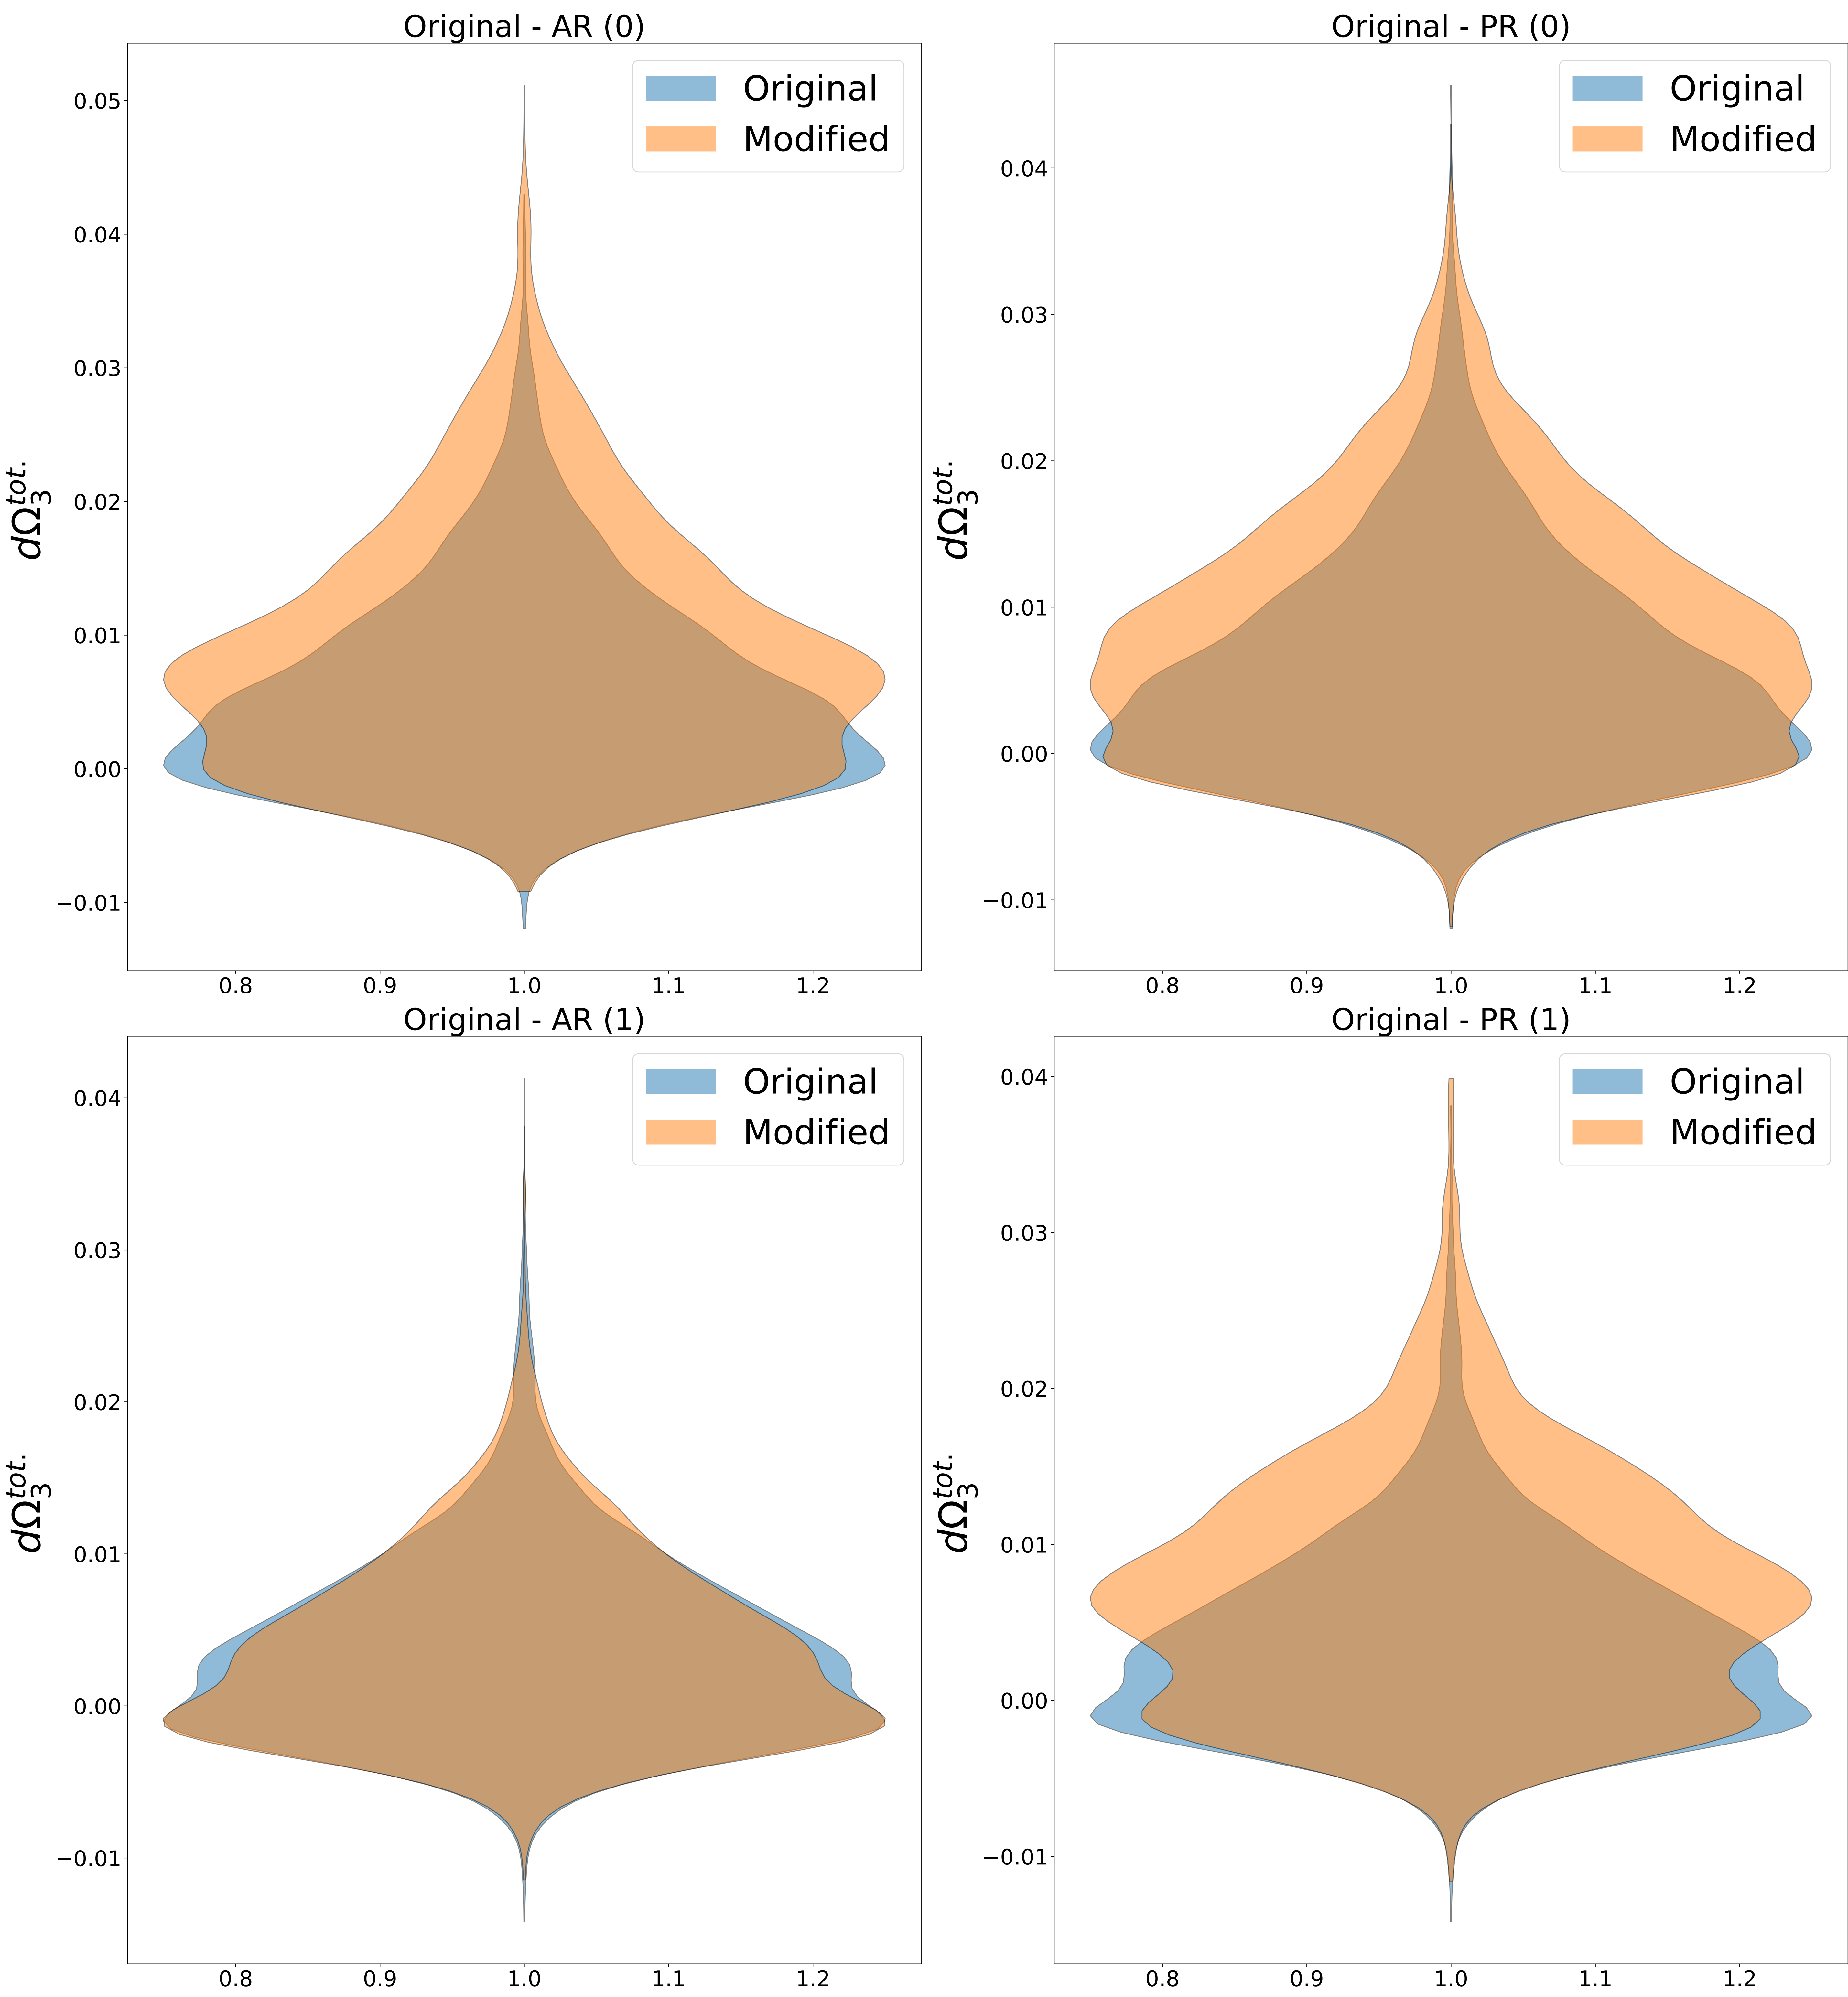 Original - AR (0)
Original
Modified
0.05
0.04
0.03
0.02
0.01
0.00
−0.01
dΩ₃ᵗᵒᵗ·
0.8 0.9 1.0 1.1 1.2
Original - PR (0)
Original
Modified
0.04
0.03
0.02
0.01
0.00
−0.01
dΩ₃ᵗᵒᵗ·
0.8 0.9 1.0 1.1 1.2
Original - AR (1)
Original
Modified
0.04
0.03
0.02
0.01
0.00
−0.01
dΩ₃ᵗᵒᵗ·
0.8 0.9 1.0 1.1 1.2
Original - PR (1)
Original
Modified
0.04
0.03
0.02
0.01
0.00
−0.01
dΩ₃ᵗᵒᵗ·
0.8 0.9 1.0 1.1 1.2